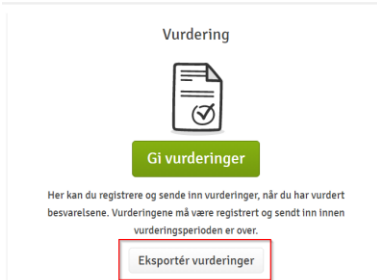 Vurdering
Gi vurderinger
Her kan du registrere og sende inn vurderinger, når du har vurdert
besvarelsene. Vurderingene må være registrert og sendt inn innen
vurderingsperioden er over.
Eksportér vurderinger